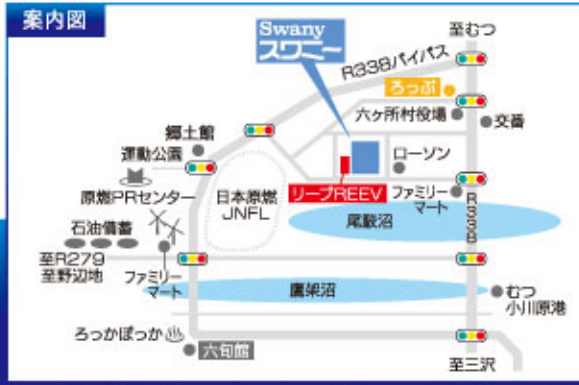 案内図
Swany
スワニー
至むつ
R338バイパス
ろっぷ
六ヶ所村役場
交番
郷土館
運動公園
ローソン
原燃PRセンター
日本原燃
JNFL
リーブREEV
ファミリー
マート
R338
尾駮沼
石油備蓄
至R279
至野辺地
ファミリー
マート
鷹架沼
むつ
小川原港
ろっかぽっか
六旬館
至三沢